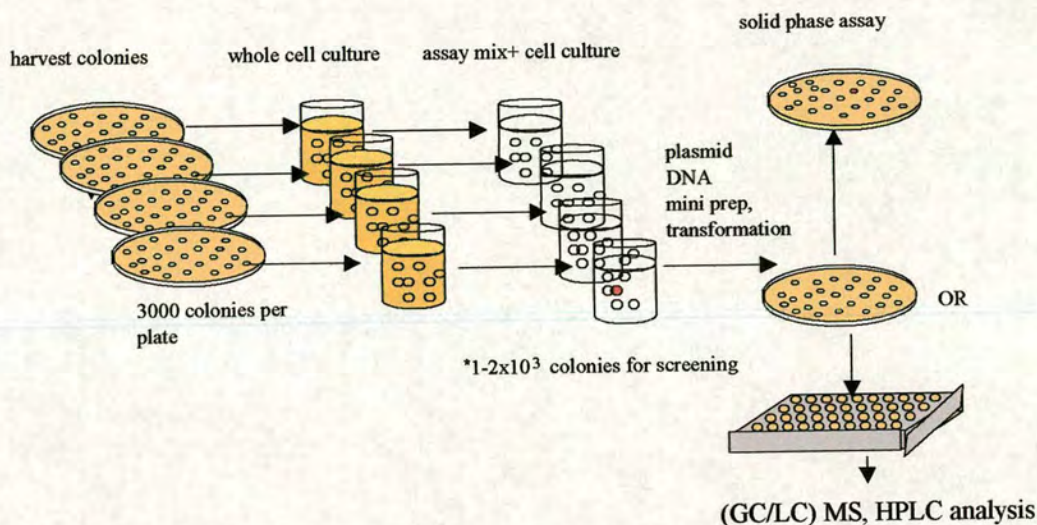 solid phase assay
harvest colonies
whole cell culture
assay mix+ cell culture
plasmid
DNA
mini prep,
transformation
3000 colonies per
plate
OR
*1-2x10³ colonies for screening
(GC/LC) MS, HPLC analysis